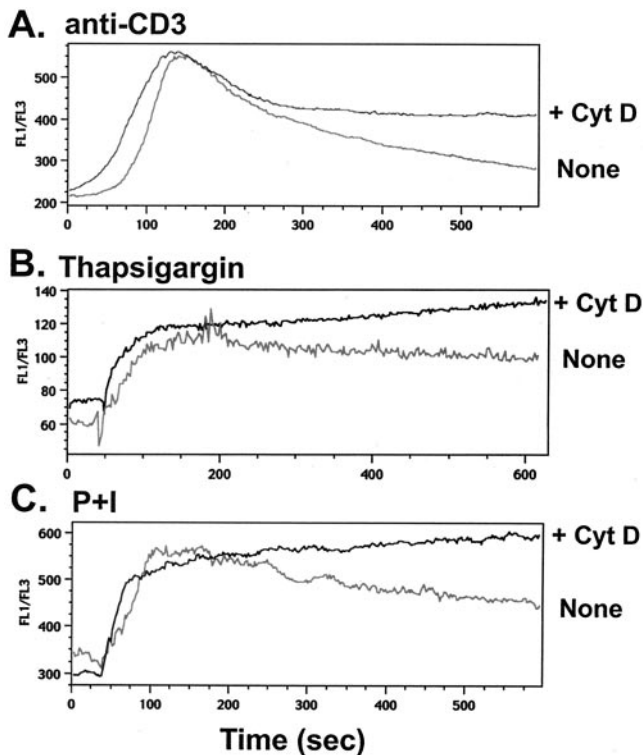 A. anti-CD3
500
400
300
200
FL1/FL3
0 100 200 300 400 500
+ Cyt D
None
B. Thapsigargin
140
120
100
80
60
FL1/FL3
0 200 400 600
+ Cyt D
None
C. P+I
600
500
400
300
FL1/FL3
0 100 200 300 400 500
+ Cyt D
None
Time (sec)